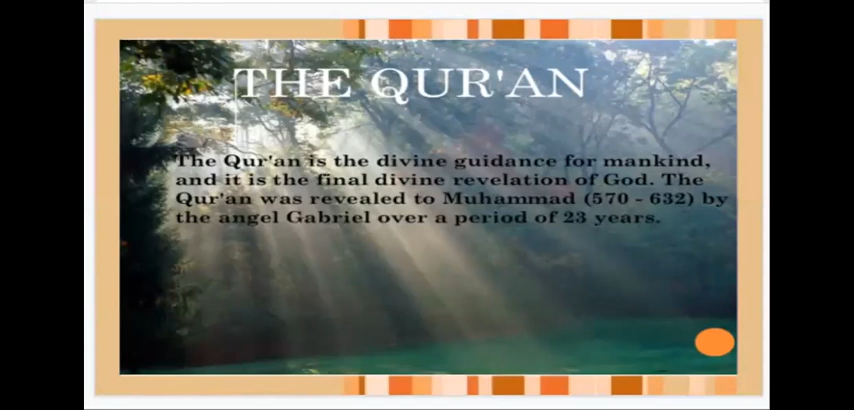 THE QUR'AN
The Qur'an is the divine guidance for mankind,
and it is the final divine revelation of God. The
Qur'an was revealed to Muhammad (570 - 632) by
the angel Gabriel over a period of 23 years.